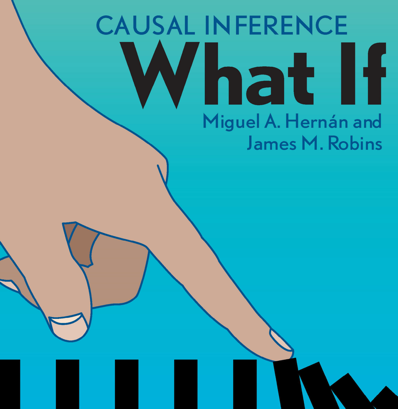 CAUSAL INFERENCE
What If
Miguel A. Hernán and
James M. Robins